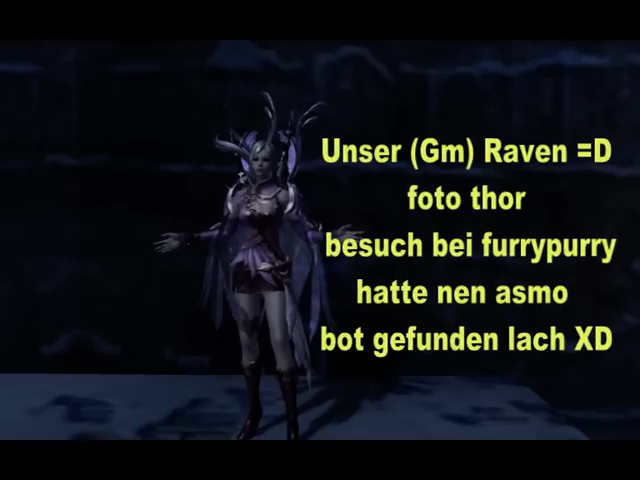 Unser (Gm) Raven =D
foto thor
besuch bei furrypurry
hatte nen asmo
bot gefunden lach XD